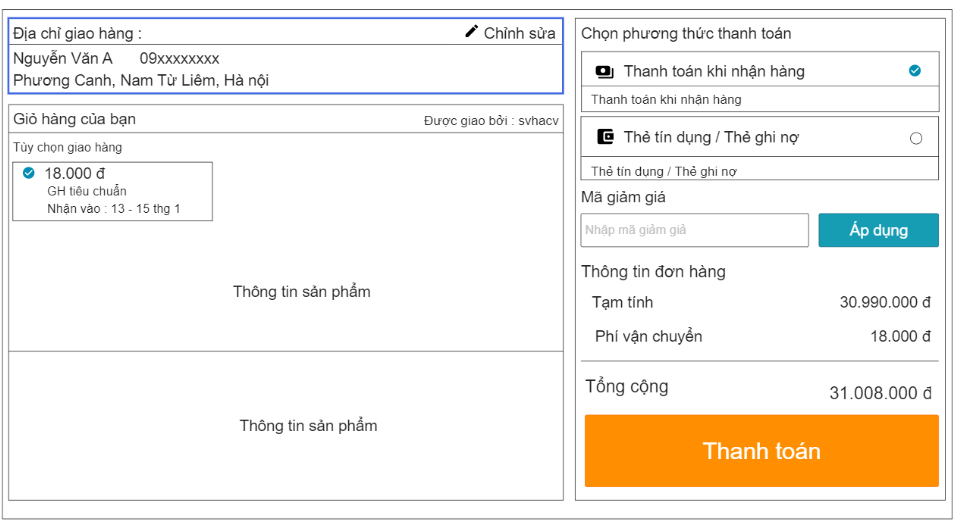 Địa chỉ giao hàng :
Chỉnh sửa
Nguyễn Văn A 09xxxxxxxx
Phương Canh, Nam Từ Liêm, Hà nội
Giỏ hàng của bạn
Được giao bởi : svhacv
Tùy chọn giao hàng
18.000 đ
GH tiêu chuẩn
Nhận vào : 13 - 15 thg 1
Thông tin sản phẩm
Thông tin sản phẩm
Chọn phương thức thanh toán
Thanh toán khi nhận hàng
Thanh toán khi nhận hàng
Thẻ tín dụng / Thẻ ghi nợ
Thẻ tín dụng / Thẻ ghi nợ
Mã giảm giá
Nhập mã giảm giá
Áp dụng
Thông tin đơn hàng
Tạm tính 30.990.000 đ
Phí vận chuyển 18.000 đ
Tổng cộng 31.008.000 đ
Thanh toán